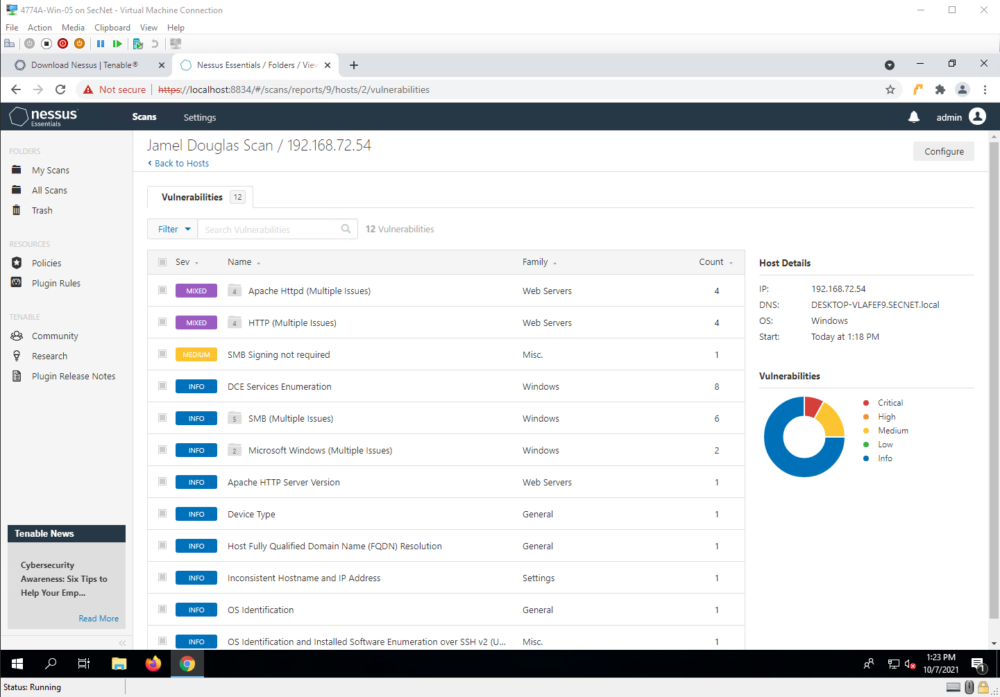 4774A-Win-05 on SecNet - Virtual Machine Connection
File Action Media Clipboard View Help
Download Nessus | Tenable® Nessus Essentials / Folders / View
Not secure https://localhost:8834/#/scans/reports/9/hosts/2/vulnerabilities
nessus Essentials Scans Settings admin
FOLDERS
My Scans
All Scans
Trash
RESOURCES
Policies
Plugin Rules
TENABLE
Community
Research
Plugin Release Notes
Tenable News
Cybersecurity
Awareness: Six Tips to
Help Your Emp...
Read More
Jamel Douglas Scan / 192.168.72.54
Back to Hosts
Configure
Vulnerabilities 12
Filter Search Vulnerabilities 12 Vulnerabilities
Sev Name Family Count
MIXED 4 Apache Httpd (Multiple Issues) Web Servers 4
MIXED 4 HTTP (Multiple Issues) Web Servers 4
MEDIUM SMB Signing not required Misc. 1
INFO DCE Services Enumeration Windows 8
INFO 5 SMB (Multiple Issues) Windows 6
INFO 2 Microsoft Windows (Multiple Issues) Windows 2
INFO Apache HTTP Server Version Web Servers 1
INFO Device Type General 1
INFO Host Fully Qualified Domain Name (FQDN) Resolution General 1
INFO Inconsistent Hostname and IP Address Settings 1
INFO OS Identification General 1
INFO OS Identification and Installed Software Enumeration over SSH v2 (U... Misc. 1
Host Details
IP: 192.168.72.54
DNS: DESKTOP-VLAFEF9.SECNET.local
OS: Windows
Start: Today at 1:18 PM
Vulnerabilities
Critical
High
Medium
Low
Info
1:23 PM
10/7/2021
1
Status: Running